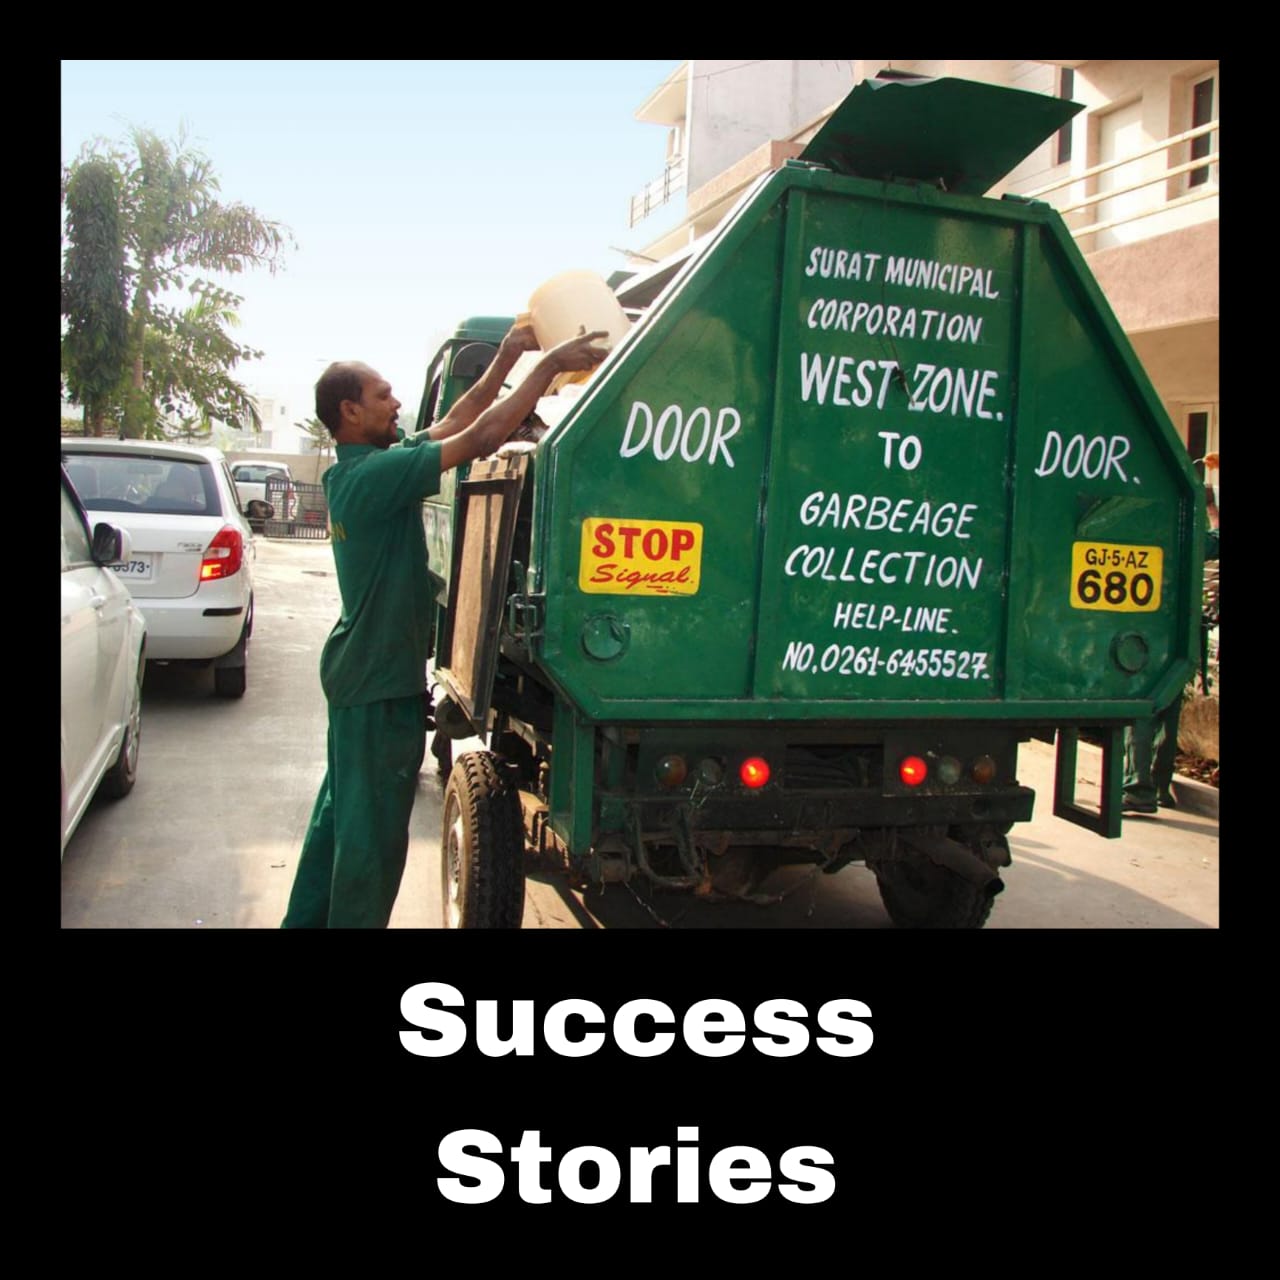 SURAT MUNICIPAL
CORPORATION
WEST ZONE.
DOOR TO DOOR.
GARBEAGE
COLLECTION
HELP-LINE.
NO. 0261-6455527.
STOP
Signal.
GJ·5·AZ
680
Success
Stories